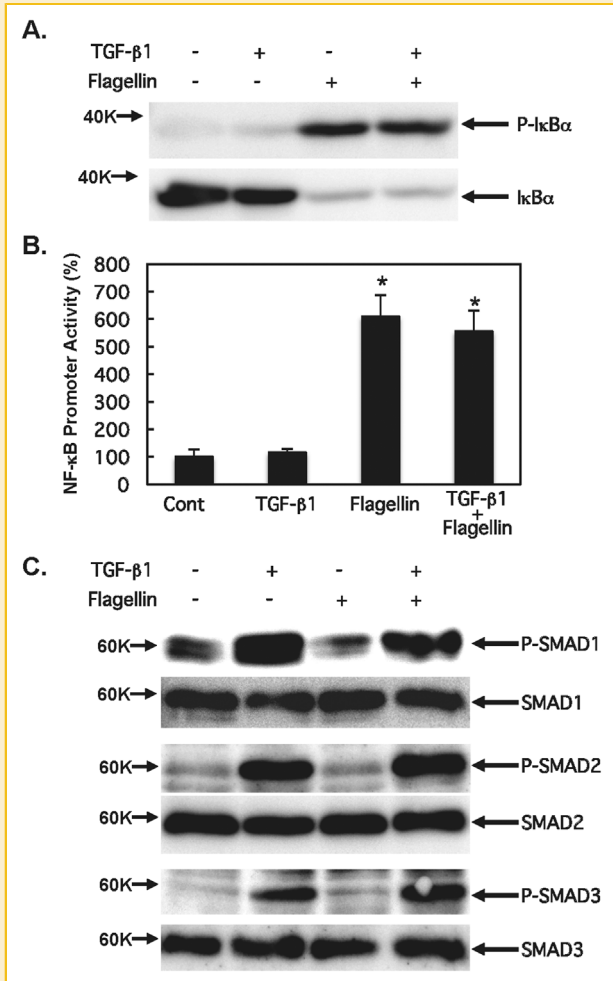 A.
TGF-β1 - + - +
Flagellin - - + +
40K
P-IκBα
40K
IκBα
B.
NF-κB Promoter Activity (%)
800
700
600
500
400
300
200
100
0
* *
Cont TGF-β1 Flagellin TGF-β1
+
Flagellin
C.
TGF-β1 - + - +
Flagellin - - + +
60K
P-SMAD1
60K
SMAD1
60K
P-SMAD2
60K
SMAD2
60K
P-SMAD3
60K
SMAD3